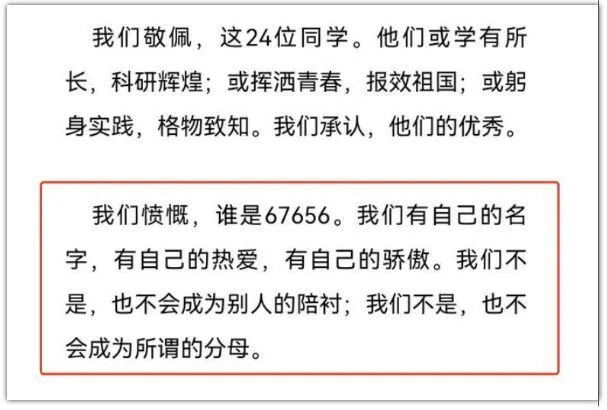 我们敬佩，这24位同学。他们或学有所
长，科研辉煌；或挥洒青春，报效祖国；或躬
身实践，格物致知。我们承认，他们的优秀。
我们愤慨，谁是67656。我们有自己的名
字，有自己的热爱，有自己的骄傲。我们不
是，也不会成为别人的陪衬；我们不是，也不
会成为所谓的分母。